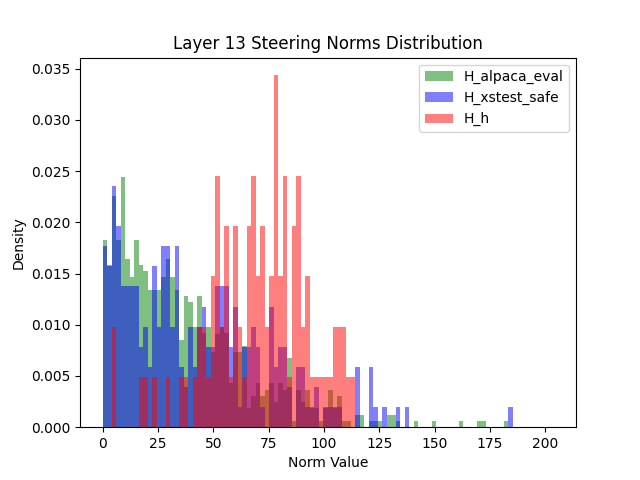 Layer 13 Steering Norms Distribution
H_alpaca_eval
H_xstest_safe
H_h
0.035
0.030
0.025
0.020
0.015
0.010
0.005
0.000
Density
0 25 50 75 100 125 150 175 200
Norm Value